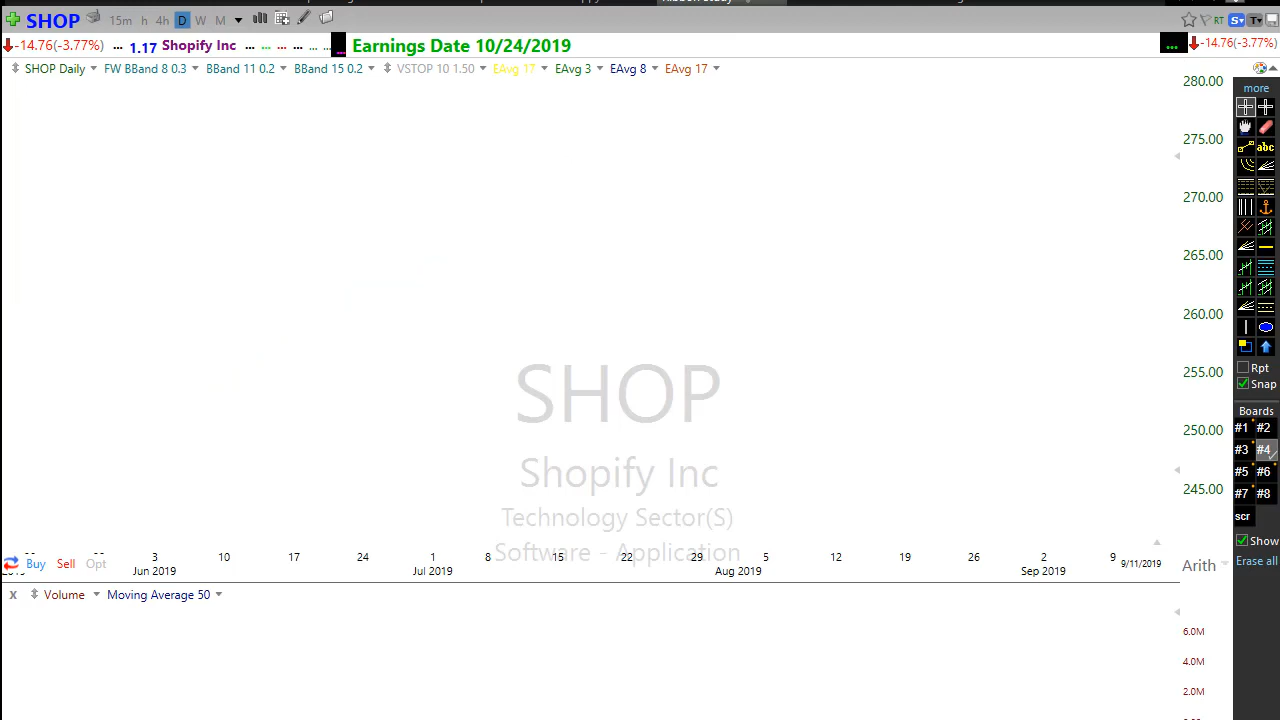 SHOP 15m h 4h D W M RT S T
-14.76(-3.77%) ... 1.17 Shopify Inc ... ... ... ... ... ... Earnings Date 10/24/2019 ... -14.76(-3.77%)
SHOP Daily FW BBand 8 0.3 BBand 11 0.2 BBand 15 0.2 VSTOP 10 1.50 EAvg 17 EAvg 3 EAvg 8 EAvg 17
280.00
more
275.00
abc
270.00
265.00
260.00
255.00
Rpt
Snap
SHOP
Boards
#1 #2
250.00
#3 #4
Shopify Inc
#5 #6
245.00
#7 #8
Technology Sector(S)
scr
Software - Application
Show
3 10 17 24 1 8 15 22 29 5 12 19 26 2 9 9/11/2019
Buy Sell Opt Jun 2019 Jul 2019 Aug 2019 Sep 2019 Arith Erase all
x Volume Moving Average 50
6.0M
4.0M
2.0M